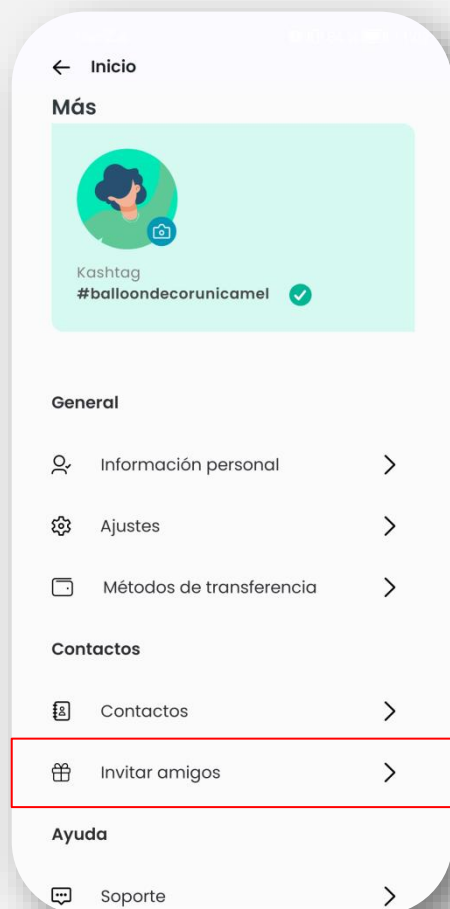 Inicio
Más
Kashtag
#balloondecorunicamel
General
Información personal
Ajustes
Métodos de transferencia
Contactos
Contactos
Invitar amigos
Ayuda
Soporte